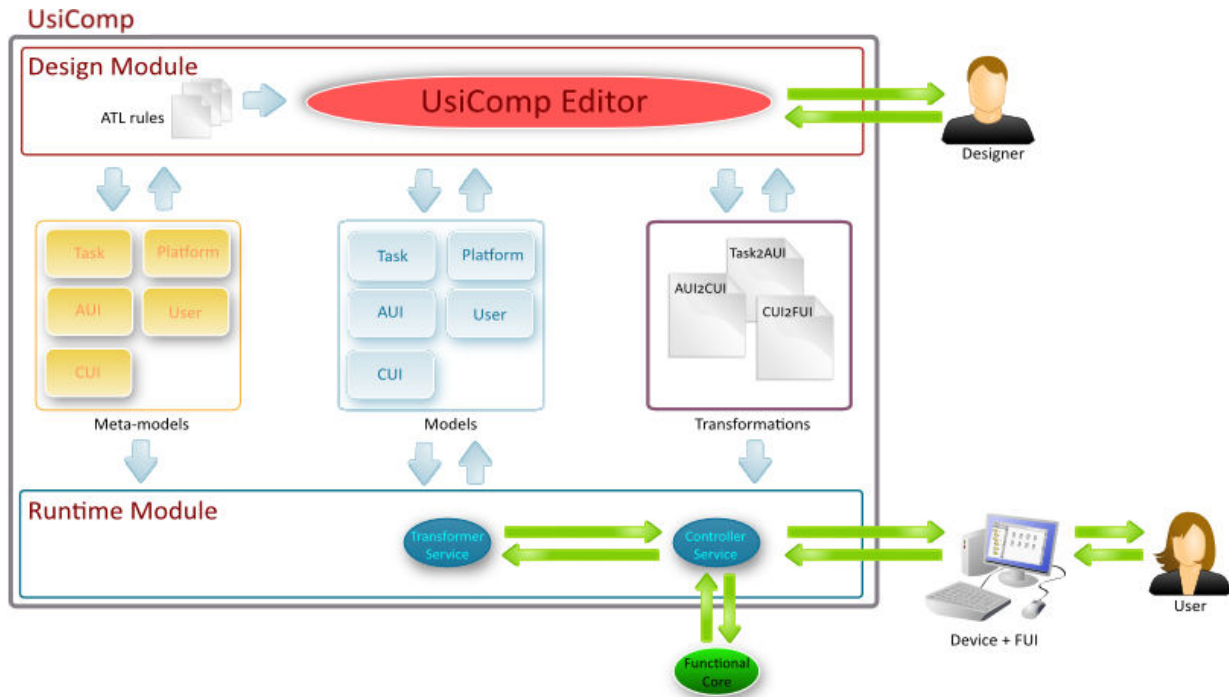 UsiComp
Design Module
ATL rules
UsiComp Editor
Designer
Task
Platform
AUI
User
CUI
Meta-models
Task
Platform
AUI
User
CUI
Models
Task2AUI
AUI2CUI
CUI2FUI
Transformations
Runtime Module
Transformer
Service
Controller
Service
Device + FUI
User
Functional
Core